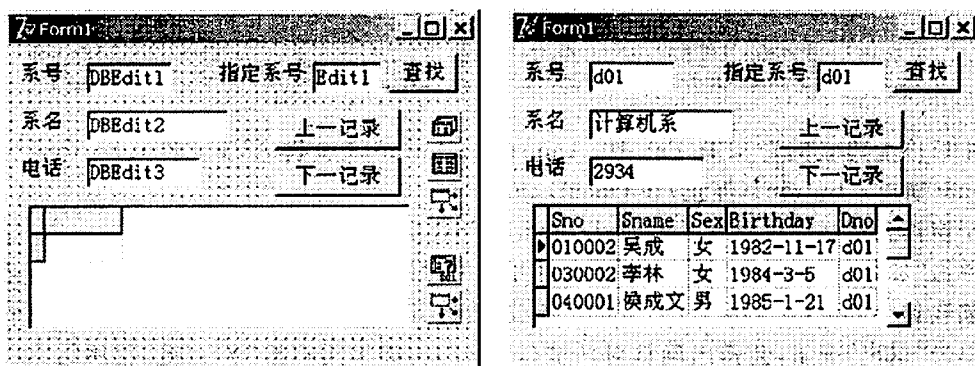 Form1
系号 DBEdit1 指定系号 Edit1 查找
系名 DBEdit2 上一记录
电话 DBEdit3 下一记录
Form1
系号 d01 指定系号 d01 查找
系名 计算机系 上一记录
电话 2934 下一记录
Sno Sname Sex Birthday Dno
010002 吴成 女 1982-11-17 d01
030002 李林 女 1984-3-5 d01
040001 侯成文 男 1985-1-21 d01